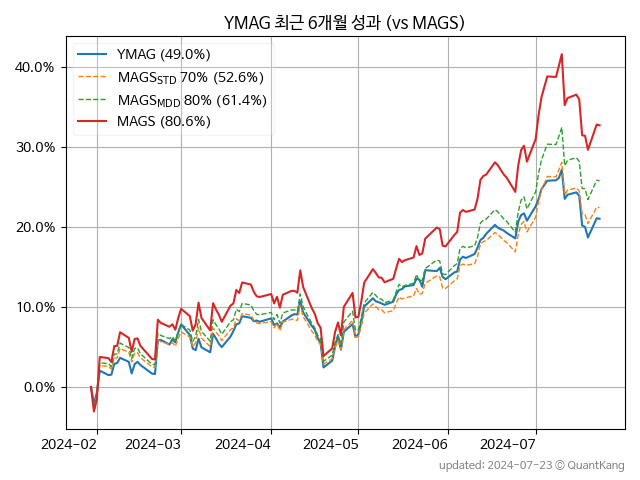 YMAG 최근 6개월 성과 (vs MAGS)
YMAG (49.0%)
MAGS_STD 70% (52.6%)
MAGS_MDD 80% (61.4%)
MAGS (80.6%)
40.0%
30.0%
20.0%
10.0%
0.0%
2024-02 2024-03 2024-04 2024-05 2024-06 2024-07
updated: 2024-07-23 © QuantKang